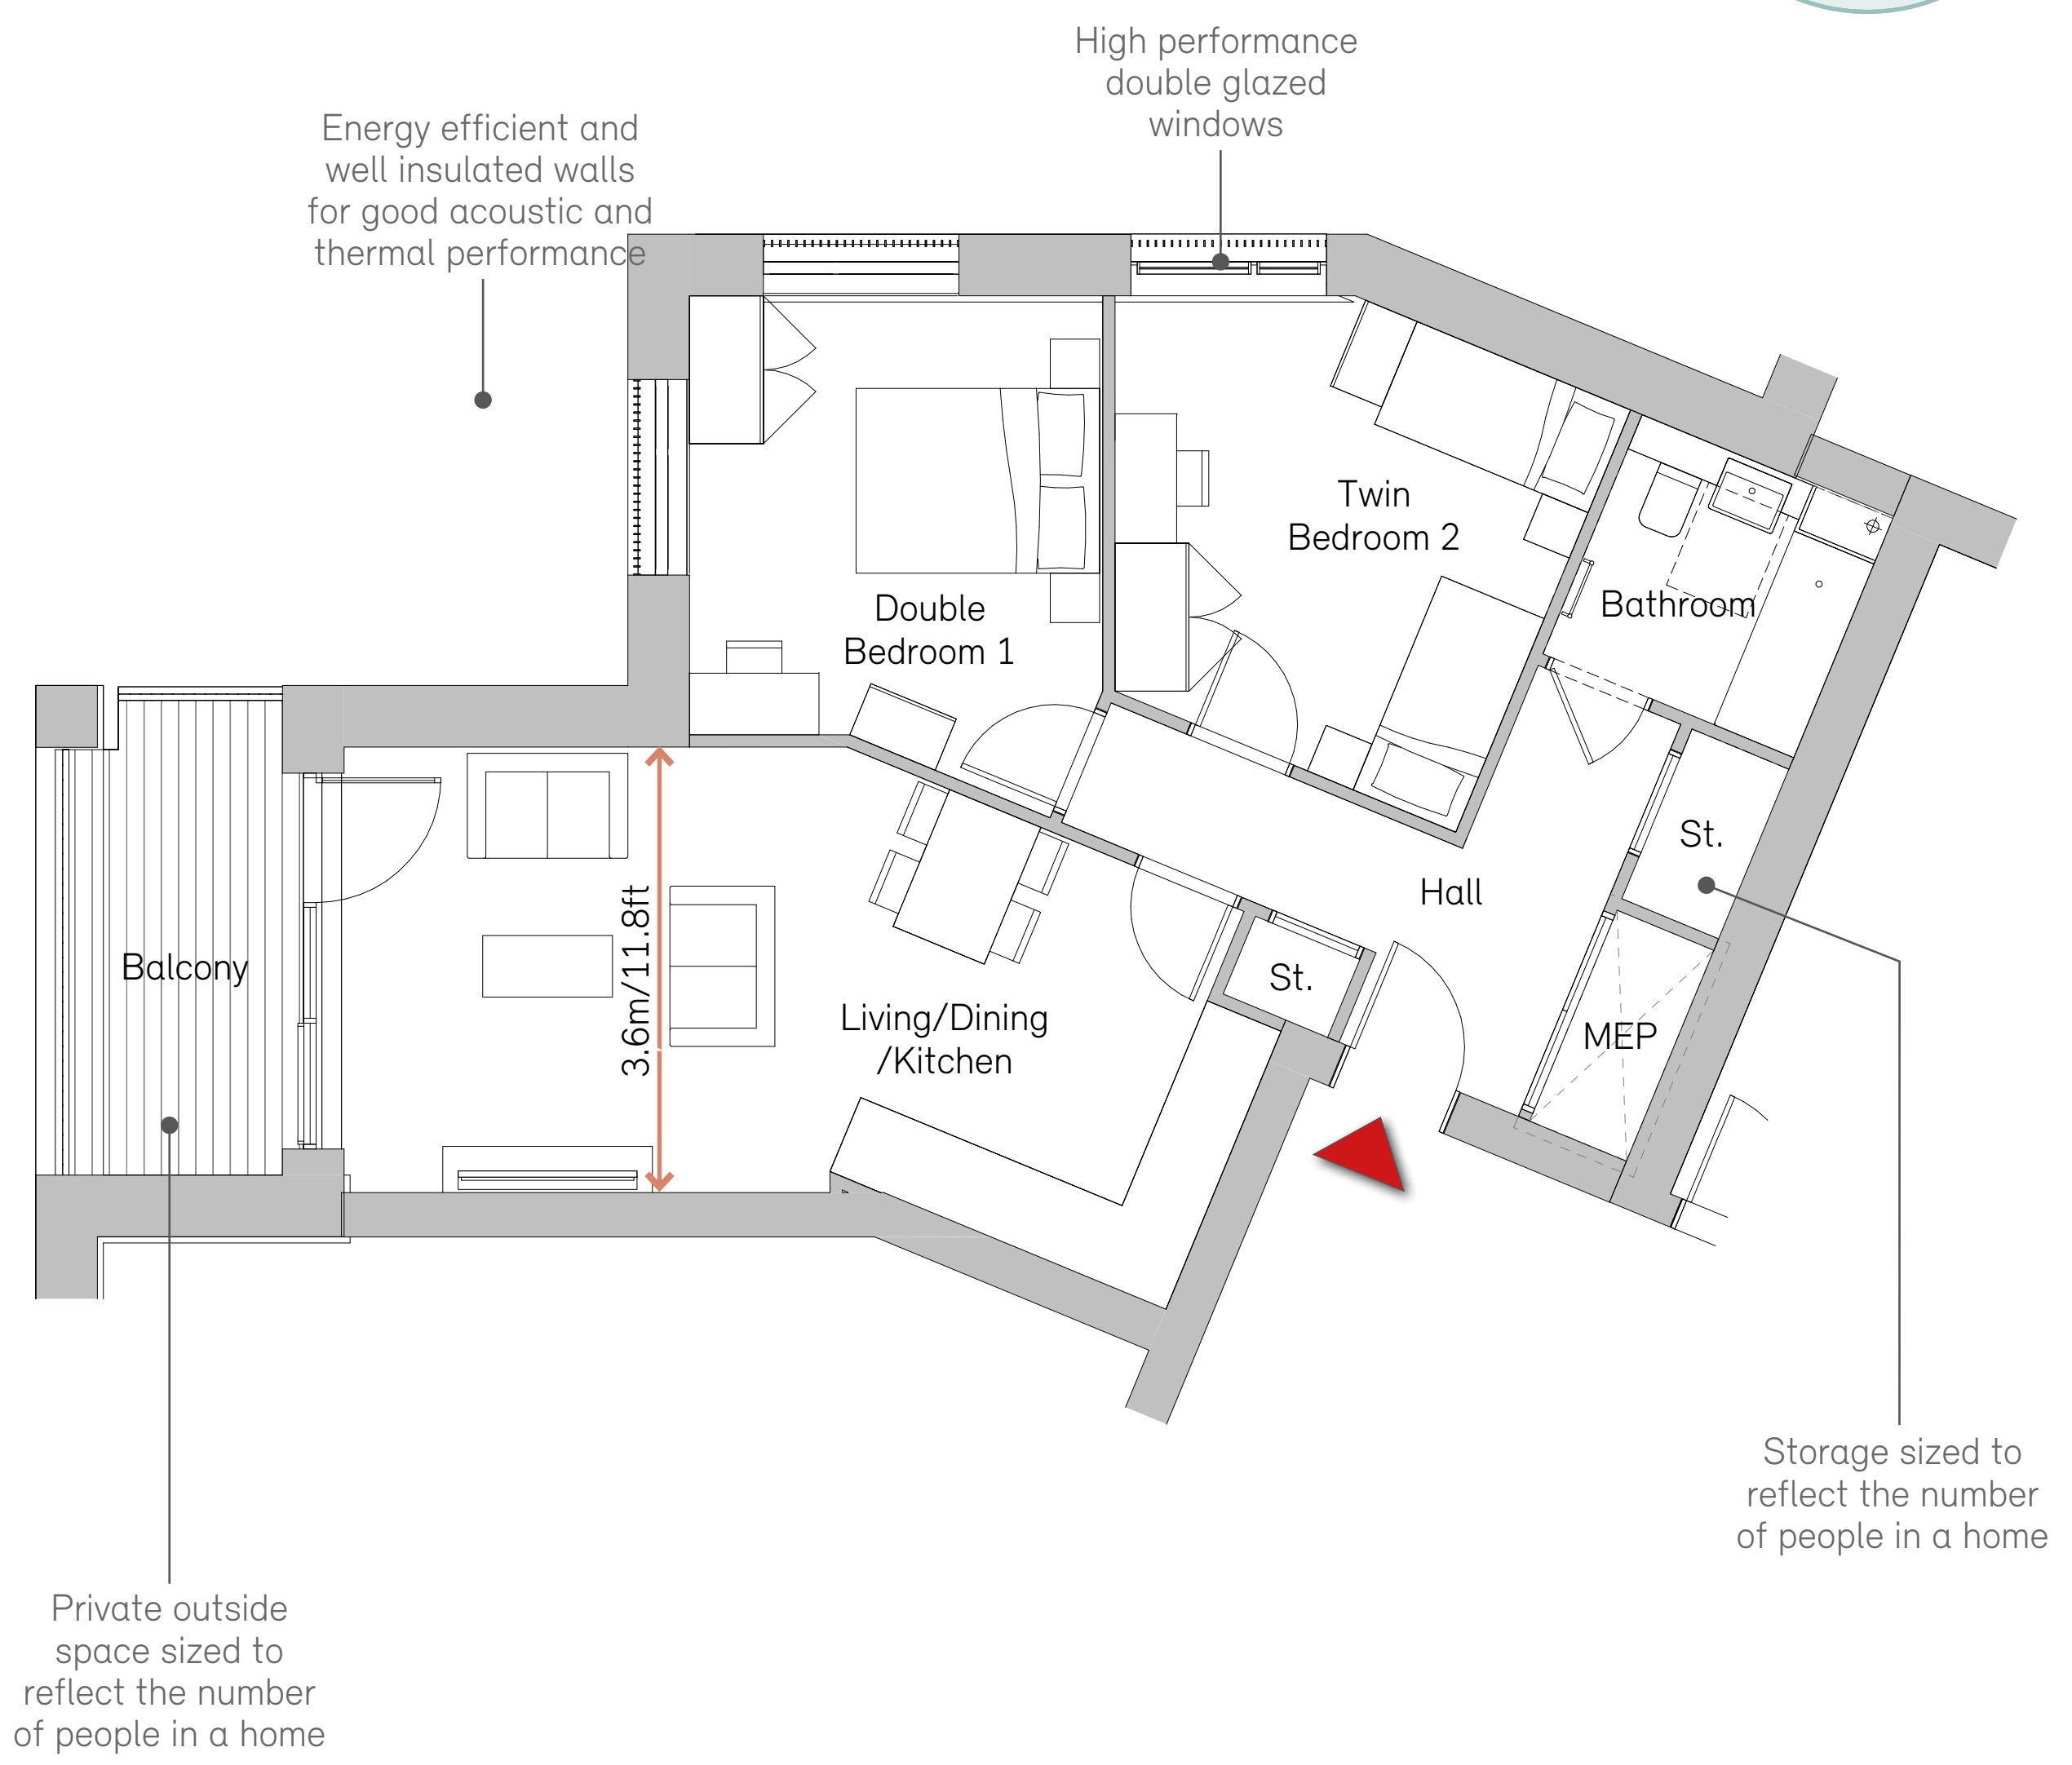 High performance
double glazed
windows
Energy efficient and
well insulated walls
for good acoustic and
thermal performance
Twin
Bedroom 2
Double
Bedroom 1
Bathroom
St.
Hall
Balcony
3.6m/11.8ft
St.
Living/Dining
/Kitchen
MEP
Storage sized to
reflect the number
of people in a home
Private outside
space sized to
reflect the number
of people in a home